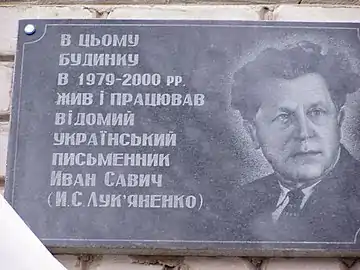 В ЦЬОМУ
БУДИНКУ
В 1979-2000 РР.
ЖИВ І ПРАЦЮВАВ
ВІДОМИЙ
УКРАЇНСЬКИЙ
ПИСЬМЕННИК
ИВАН САВИЧ
(И.С.ЛУК'ЯНЕНКО)